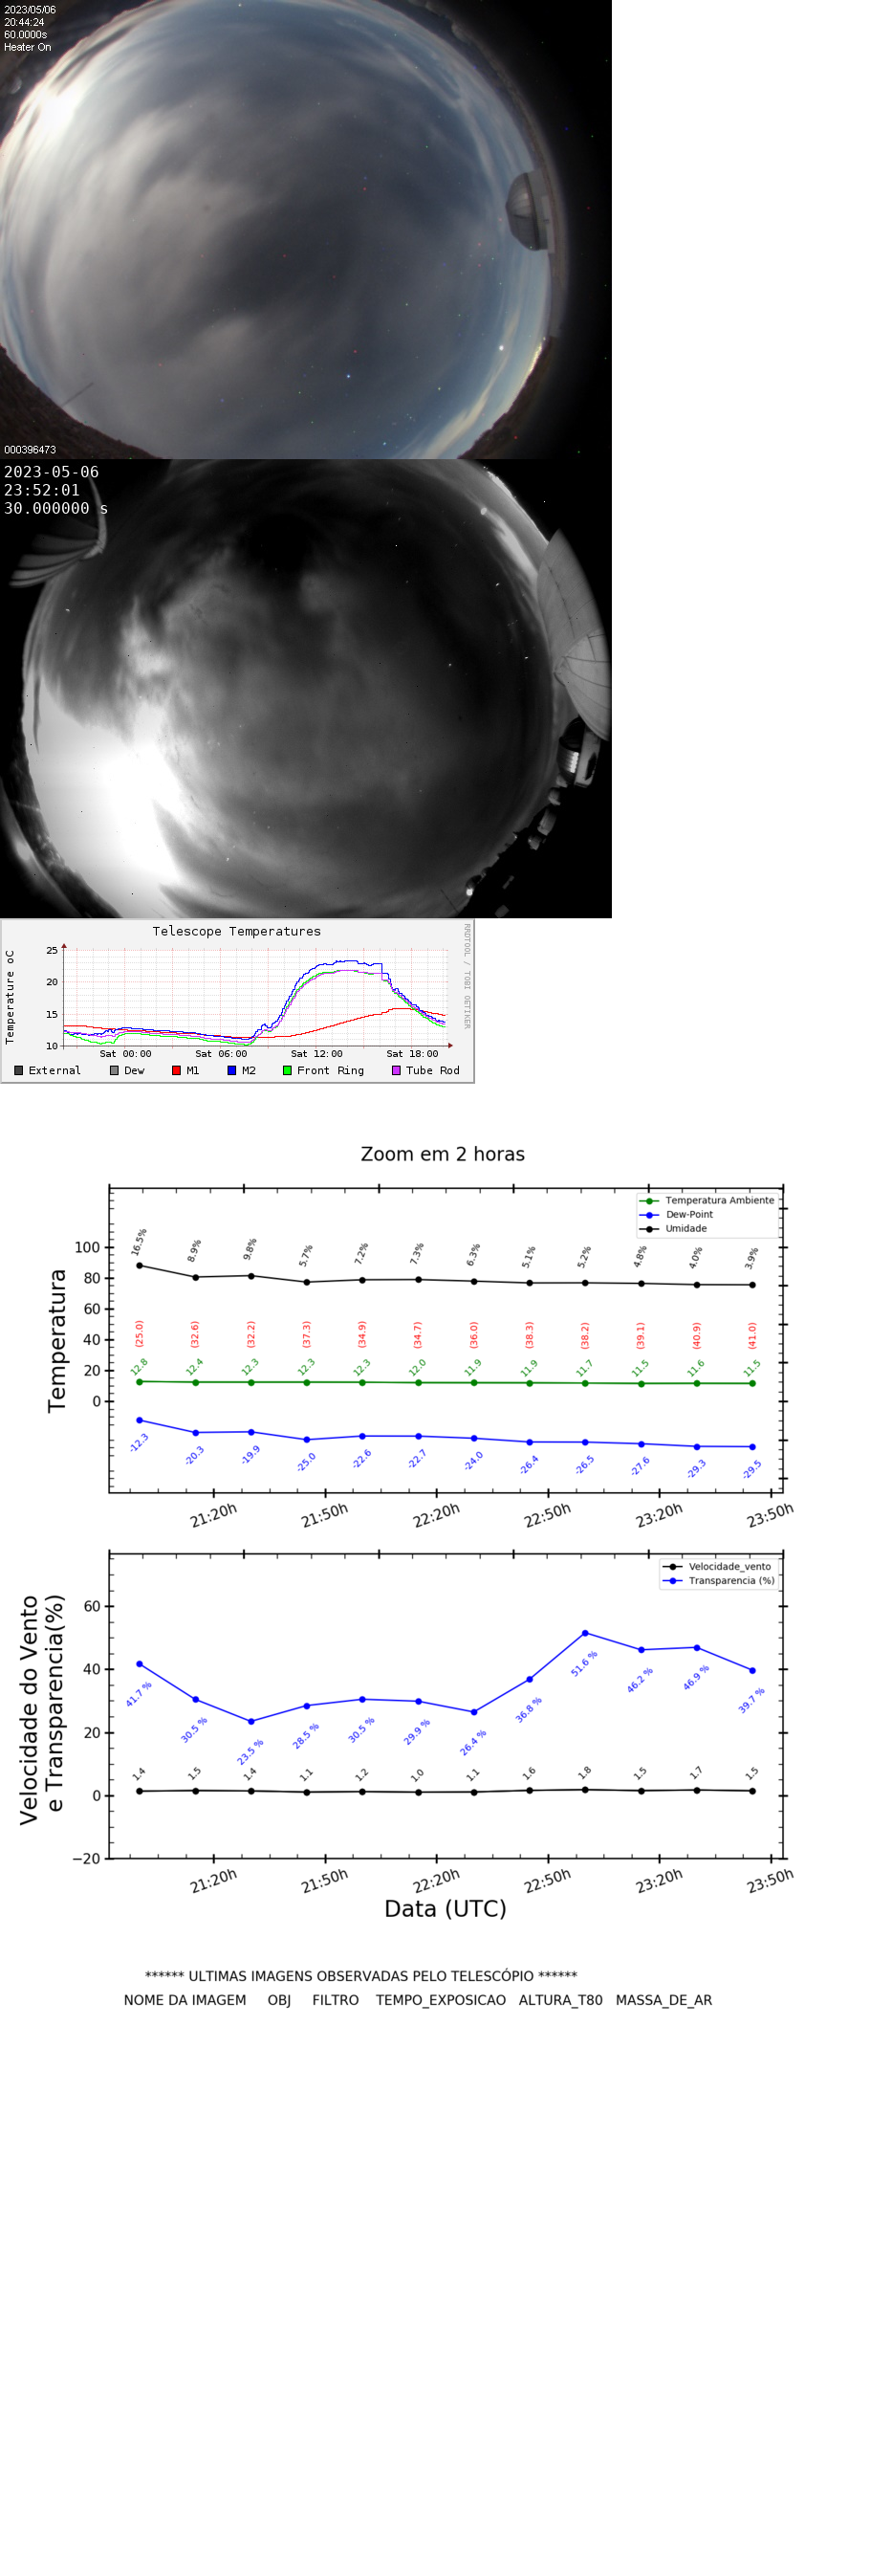 2023/05/06
20:44:24
60.0000s
Heater On
000396473
2023-05-06
23:52:01
30.000000 s
Telescope Temperatures
RRDTOOL / TOBI OETIKER
Temperature oC
25
20
15
10
Sat 00:00 Sat 06:00 Sat 12:00 Sat 18:00
External Dew M1 M2 Front Ring Tube Rod
Zoom em 2 horas
Temperatura Ambiente
Dew-Point
Umidade
Temperatura
100
80
60
40
20
0
16.5% 8.9% 9.8% 5.7% 7.2% 7.3% 6.3% 5.1% 5.2% 4.8% 4.0% 3.9%
(25.0) (32.6) (32.2) (37.3) (34.9) (34.7) (36.0) (38.3) (38.2) (39.1) (40.9) (41.0)
12.8 12.4 12.3 12.3 12.3 12.0 11.9 11.9 11.7 11.5 11.6 11.5
-12.3 -20.3 -19.9 -25.0 -22.6 -22.7 -24.0 -26.4 -26.5 -27.6 -29.3 -29.5
21:20h 21:50h 22:20h 22:50h 23:20h 23:50h
Velocidade_vento
Transparencia (%)
Velocidade do Vento
e Transparencia(%)
60
40
20
0
−20
41.7 % 30.5 % 23.5 % 28.5 % 30.5 % 29.9 % 26.4 % 36.8 % 51.6 % 46.2 % 46.9 % 39.7 %
1.4 1.5 1.4 1.1 1.2 1.0 1.1 1.6 1.8 1.5 1.7 1.5
21:20h 21:50h 22:20h 22:50h 23:20h 23:50h
Data (UTC)
****** ULTIMAS IMAGENS OBSERVADAS PELO TELESCÓPIO ******
NOME DA IMAGEM OBJ FILTRO TEMPO_EXPOSICAO ALTURA_T80 MASSA_DE_AR